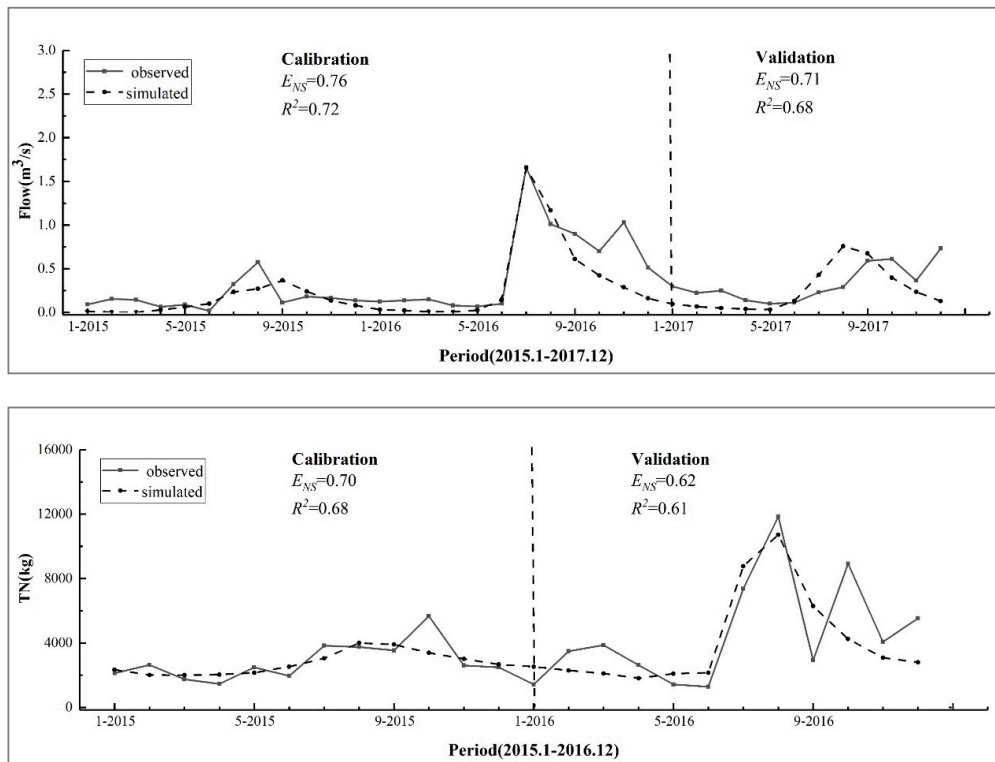 3.0
2.5
2.0
1.5
1.0
0.5
0.0
Flow(m³/s)
observed
simulated
Calibration
E_NS=0.76
R²=0.72
Validation
E_NS=0.71
R²=0.68
1-2015 5-2015 9-2015 1-2016 5-2016 9-2016 1-2017 5-2017 9-2017
Period(2015.1-2017.12)
16000
12000
8000
4000
0
TN(kg)
observed
simulated
Calibration
E_NS=0.70
R²=0.68
Validation
E_NS=0.62
R²=0.61
1-2015 5-2015 9-2015 1-2016 5-2016 9-2016
Period(2015.1-2016.12)